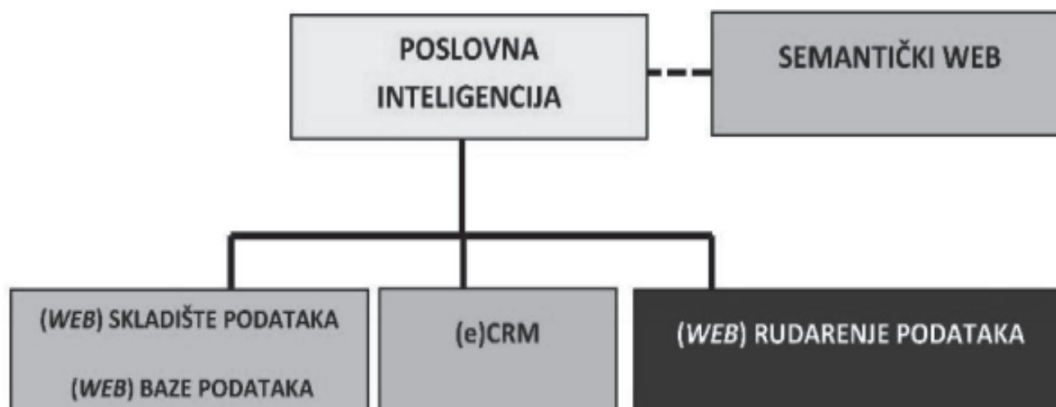 POSLOVNA
INTELIGENCIJA
SEMANTIČKI WEB
(WEB) SKLADIŠTE PODATAKA
(WEB) BAZE PODATAKA
(e)CRM
(WEB) RUDARENJE PODATAKA